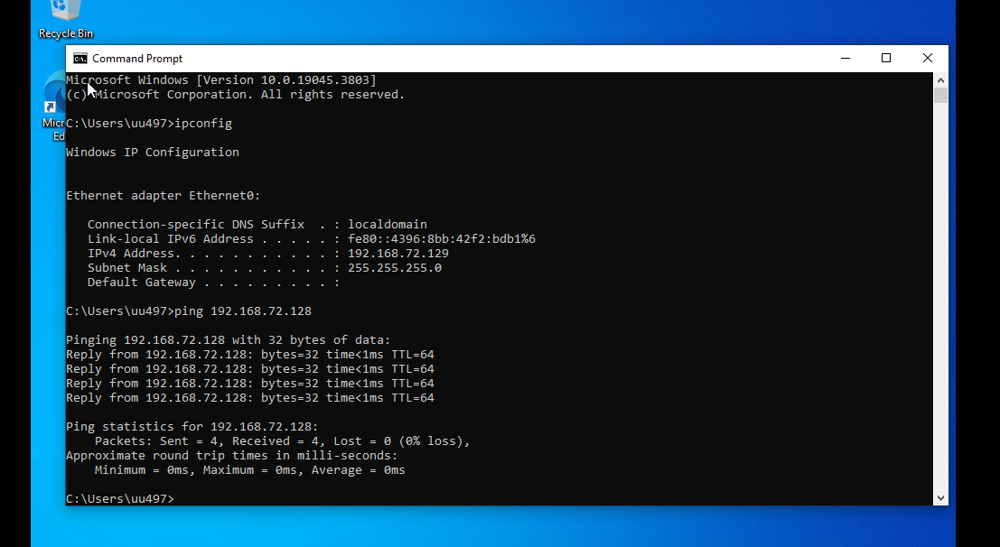 Recycle Bin
Command Prompt
Microsoft Windows [Version 10.0.19045.3803]
(c) Microsoft Corporation. All rights reserved.
Micr
Ed
C:\Users\uu497>ipconfig
Windows IP Configuration
Ethernet adapter Ethernet0:
   Connection-specific DNS Suffix  . : localdomain
   Link-local IPv6 Address . . . . . : fe80::4396:8bb:42f2:bdb1%6
   IPv4 Address. . . . . . . . . . . : 192.168.72.129
   Subnet Mask . . . . . . . . . . . : 255.255.255.0
   Default Gateway . . . . . . . . . :
C:\Users\uu497>ping 192.168.72.128
Pinging 192.168.72.128 with 32 bytes of data:
Reply from 192.168.72.128: bytes=32 time<1ms TTL=64
Reply from 192.168.72.128: bytes=32 time<1ms TTL=64
Reply from 192.168.72.128: bytes=32 time<1ms TTL=64
Reply from 192.168.72.128: bytes=32 time<1ms TTL=64
Ping statistics for 192.168.72.128:
    Packets: Sent = 4, Received = 4, Lost = 0 (0% loss),
Approximate round trip times in milli-seconds:
    Minimum = 0ms, Maximum = 0ms, Average = 0ms
C:\Users\uu497>